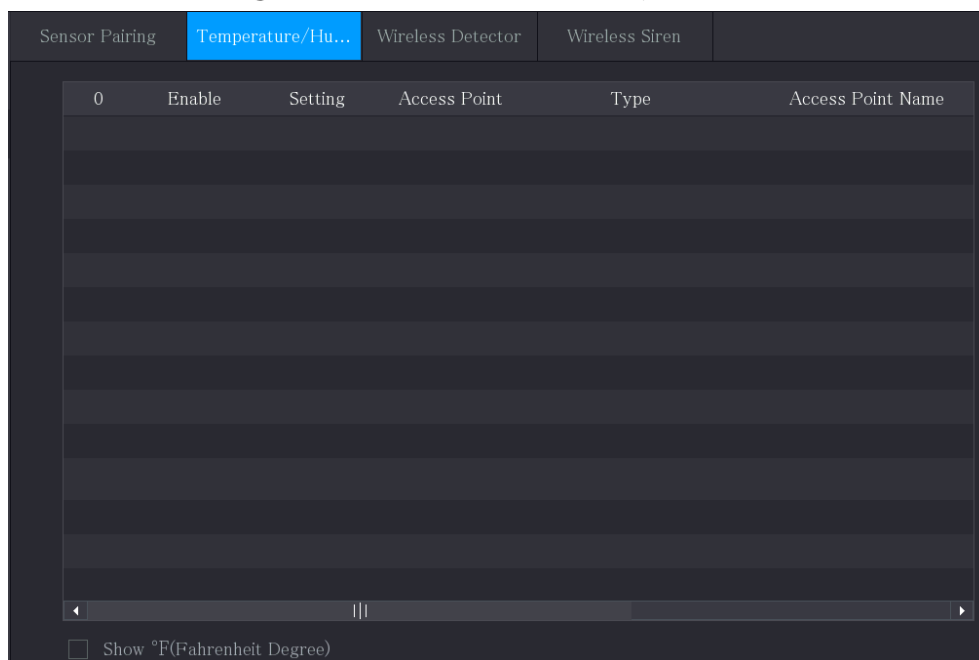 Sensor Pairing Temperature/Hu... Wireless Detector Wireless Siren
0 Enable Setting Access Point Type Access Point Name
Show °F(Fahrenheit Degree)